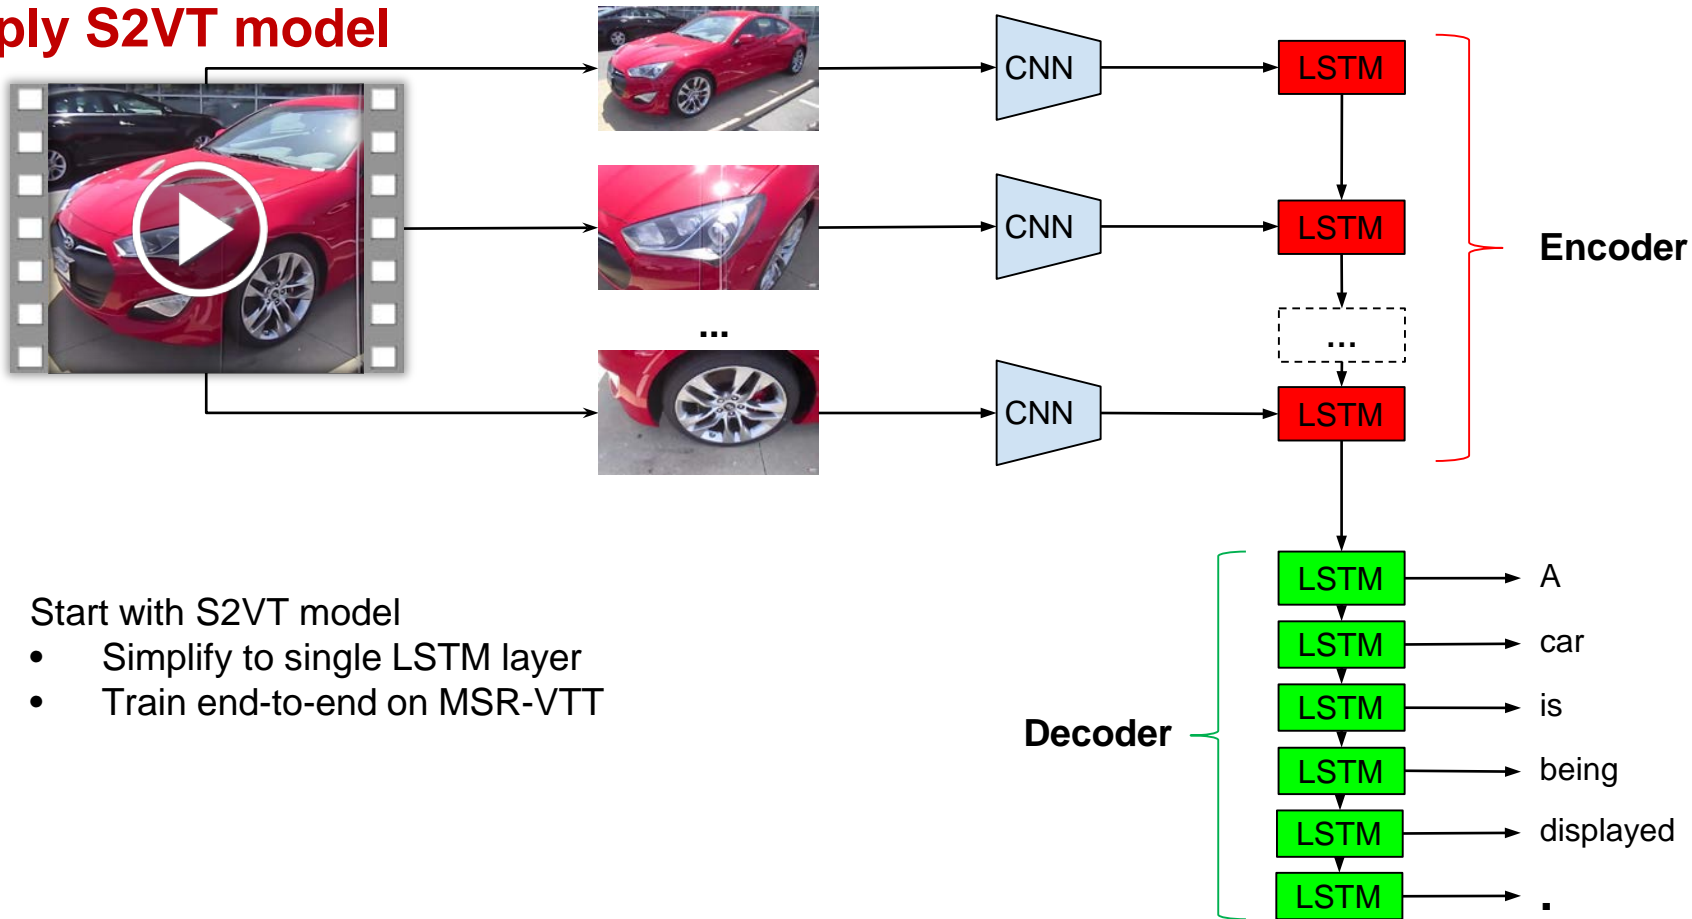 ply S2VT model
CNN
LSTM
CNN
LSTM
Encoder
...
...
CNN
LSTM
Start with S2VT model
• Simplify to single LSTM layer
• Train end-to-end on MSR-VTT
Decoder
LSTM
A
LSTM
car
LSTM
is
LSTM
being
LSTM
displayed
LSTM
.